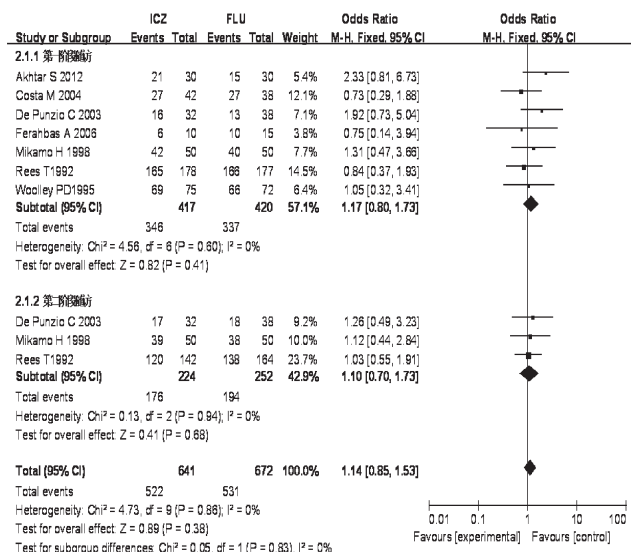 ICZ FLU Odds Ratio Odds Ratio
Study or Subgroup Events Total Events Total Weight M-H. Fixed. 95% CI M-H. Fixed. 95% CI
2.1.1 第一阶段随访
Akhtar S 2012 21 30 15 30 5.4% 2.33 [0.81, 6.73]
Costa M 2004 27 42 27 38 12.1% 0.73 [0.29, 1.88]
De Punzio C 2003 16 32 13 38 7.1% 1.92 [0.73, 5.04]
Ferahbas A 2006 6 10 10 15 3.8% 0.75 [0.14, 3.94]
Mikamo H 1998 42 50 40 50 7.1% 1.31 [0.47, 3.66]
Rees T1992 165 178 166 177 14.5% 0.84 [0.37, 1.93]
Woolley PD1995 69 75 66 72 6.4% 1.05 [0.32, 3.41]
Subtotal (95% CI) 417 420 57.1% 1.17 [0.80, 1.73]
Total events 346 337
Heterogeneity: Chi² = 4.56, df = 6 (P = 0.60); I² = 0%
Test for overall effect: Z = 0.82 (P = 0.41)
2.1.2 第二阶段随访
De Punzio C 2003 17 32 18 38 9.2% 1.26 [0.49, 3.23]
Mikamo H 1998 39 50 38 50 10.0% 1.12 [0.44, 2.84]
Rees T1992 120 142 138 164 23.7% 1.03 [0.55, 1.91]
Subtotal (95% CI) 224 252 42.9% 1.10 [0.70, 1.73]
Total events 176 194
Heterogeneity: Chi² = 0.13, df = 2 (P = 0.94); I² = 0%
Test for overall effect: Z = 0.41 (P = 0.68)
Total (95% CI) 641 672 100.0% 1.14 [0.85, 1.53]
Total events 522 531
Heterogeneity: Chi² = 4.73, df = 9 (P = 0.86); I² = 0%
Test for overall effect: Z = 0.89 (P = 0.38)
Test for subgroup differences: Chi² = 0.05, df = 1 (P = 0.83), I² = 0%
0.01 0.1 1 10 100
Favours [experimental] Favours [control]